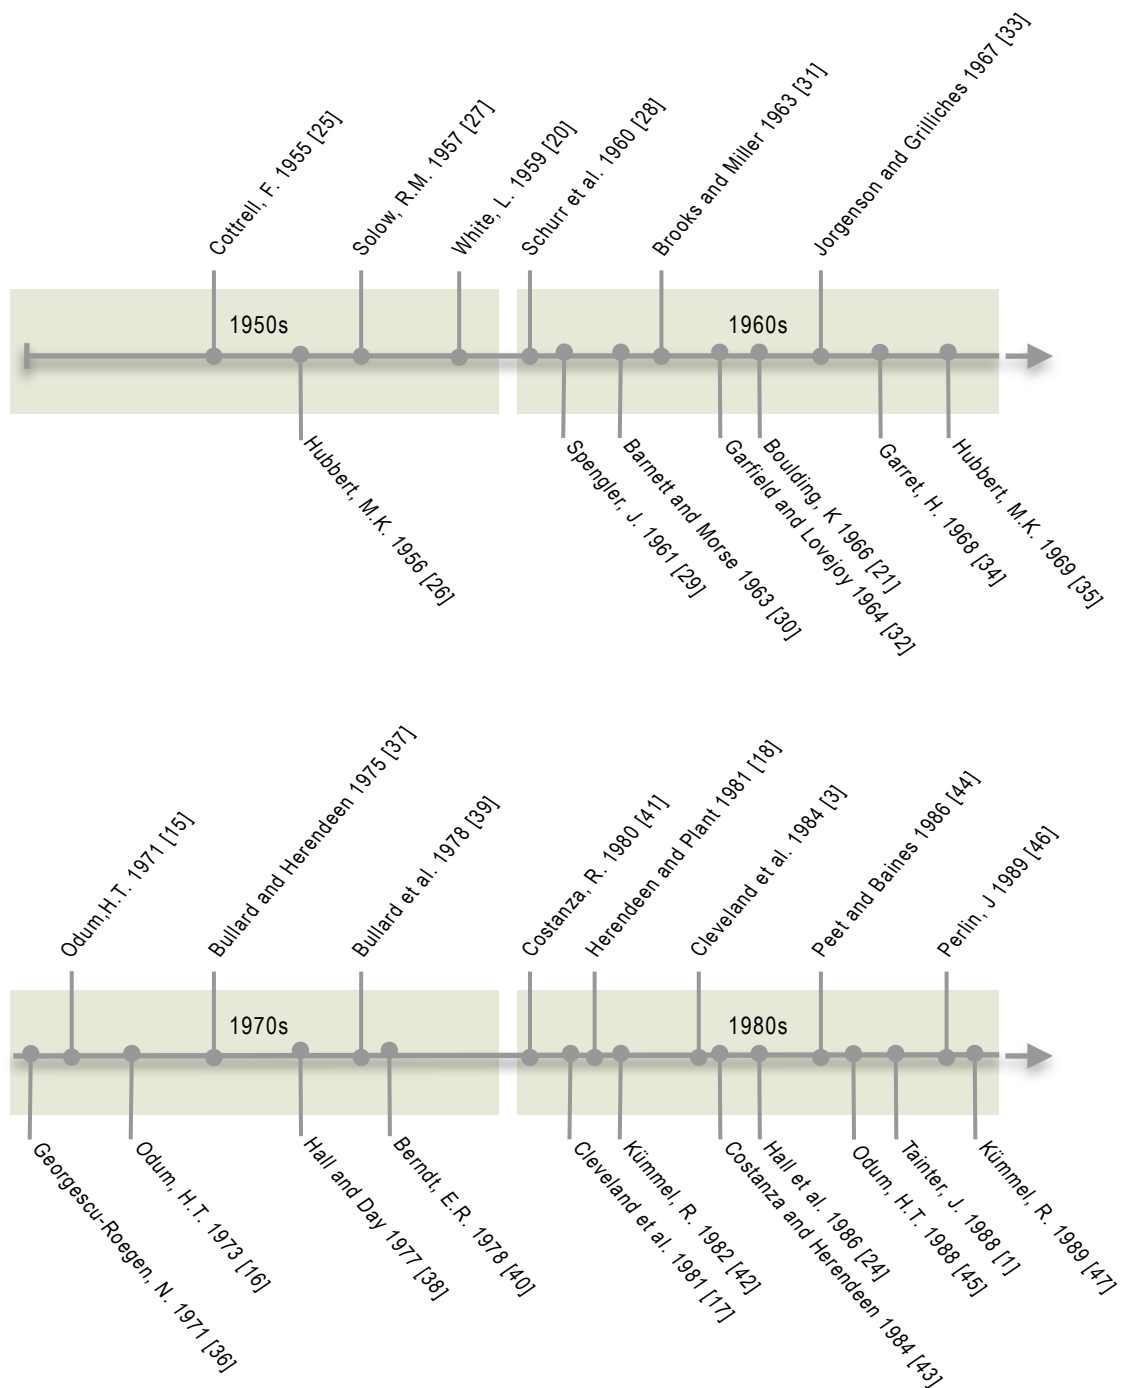 Cottrell, F. 1955 [25]
Solow, R.M. 1957 [27]
White, L. 1959 [20]
Schurr et al. 1960 [28]
Brooks and Miller 1963 [31]
Jorgenson and Grilliches 1967 [33]
1950s
1960s
Hubbert, M.K. 1956 [26]
Spengler, J. 1961 [29]
Barnett and Morse 1963 [30]
Garfield and Lovejoy 1964 [32]
Boulding, K 1966 [21]
Garret, H. 1968 [34]
Hubbert, M.K. 1969 [35]
Odum,H.T. 1971 [15]
Bullard and Herendeen 1975 [37]
Bullard et al. 1978 [39]
Costanza, R. 1980 [41]
Herendeen and Plant 1981 [18]
Cleveland et al. 1984 [3]
Peet and Baines 1986 [44]
Perlin, J 1989 [46]
1970s
1980s
Georgescu-Roegen, N. 1971 [36]
Odum, H.T. 1973 [16]
Hall and Day 1977 [38]
Berndt, E.R. 1978 [40]
Cleveland et al. 1981 [17]
Kümmel, R. 1982 [42]
Costanza and Herendeen 1984 [43]
Hall et al. 1986 [24]
Odum, H.T. 1988 [45]
Tainter, J. 1988 [1]
Kümmel, R. 1989 [47]